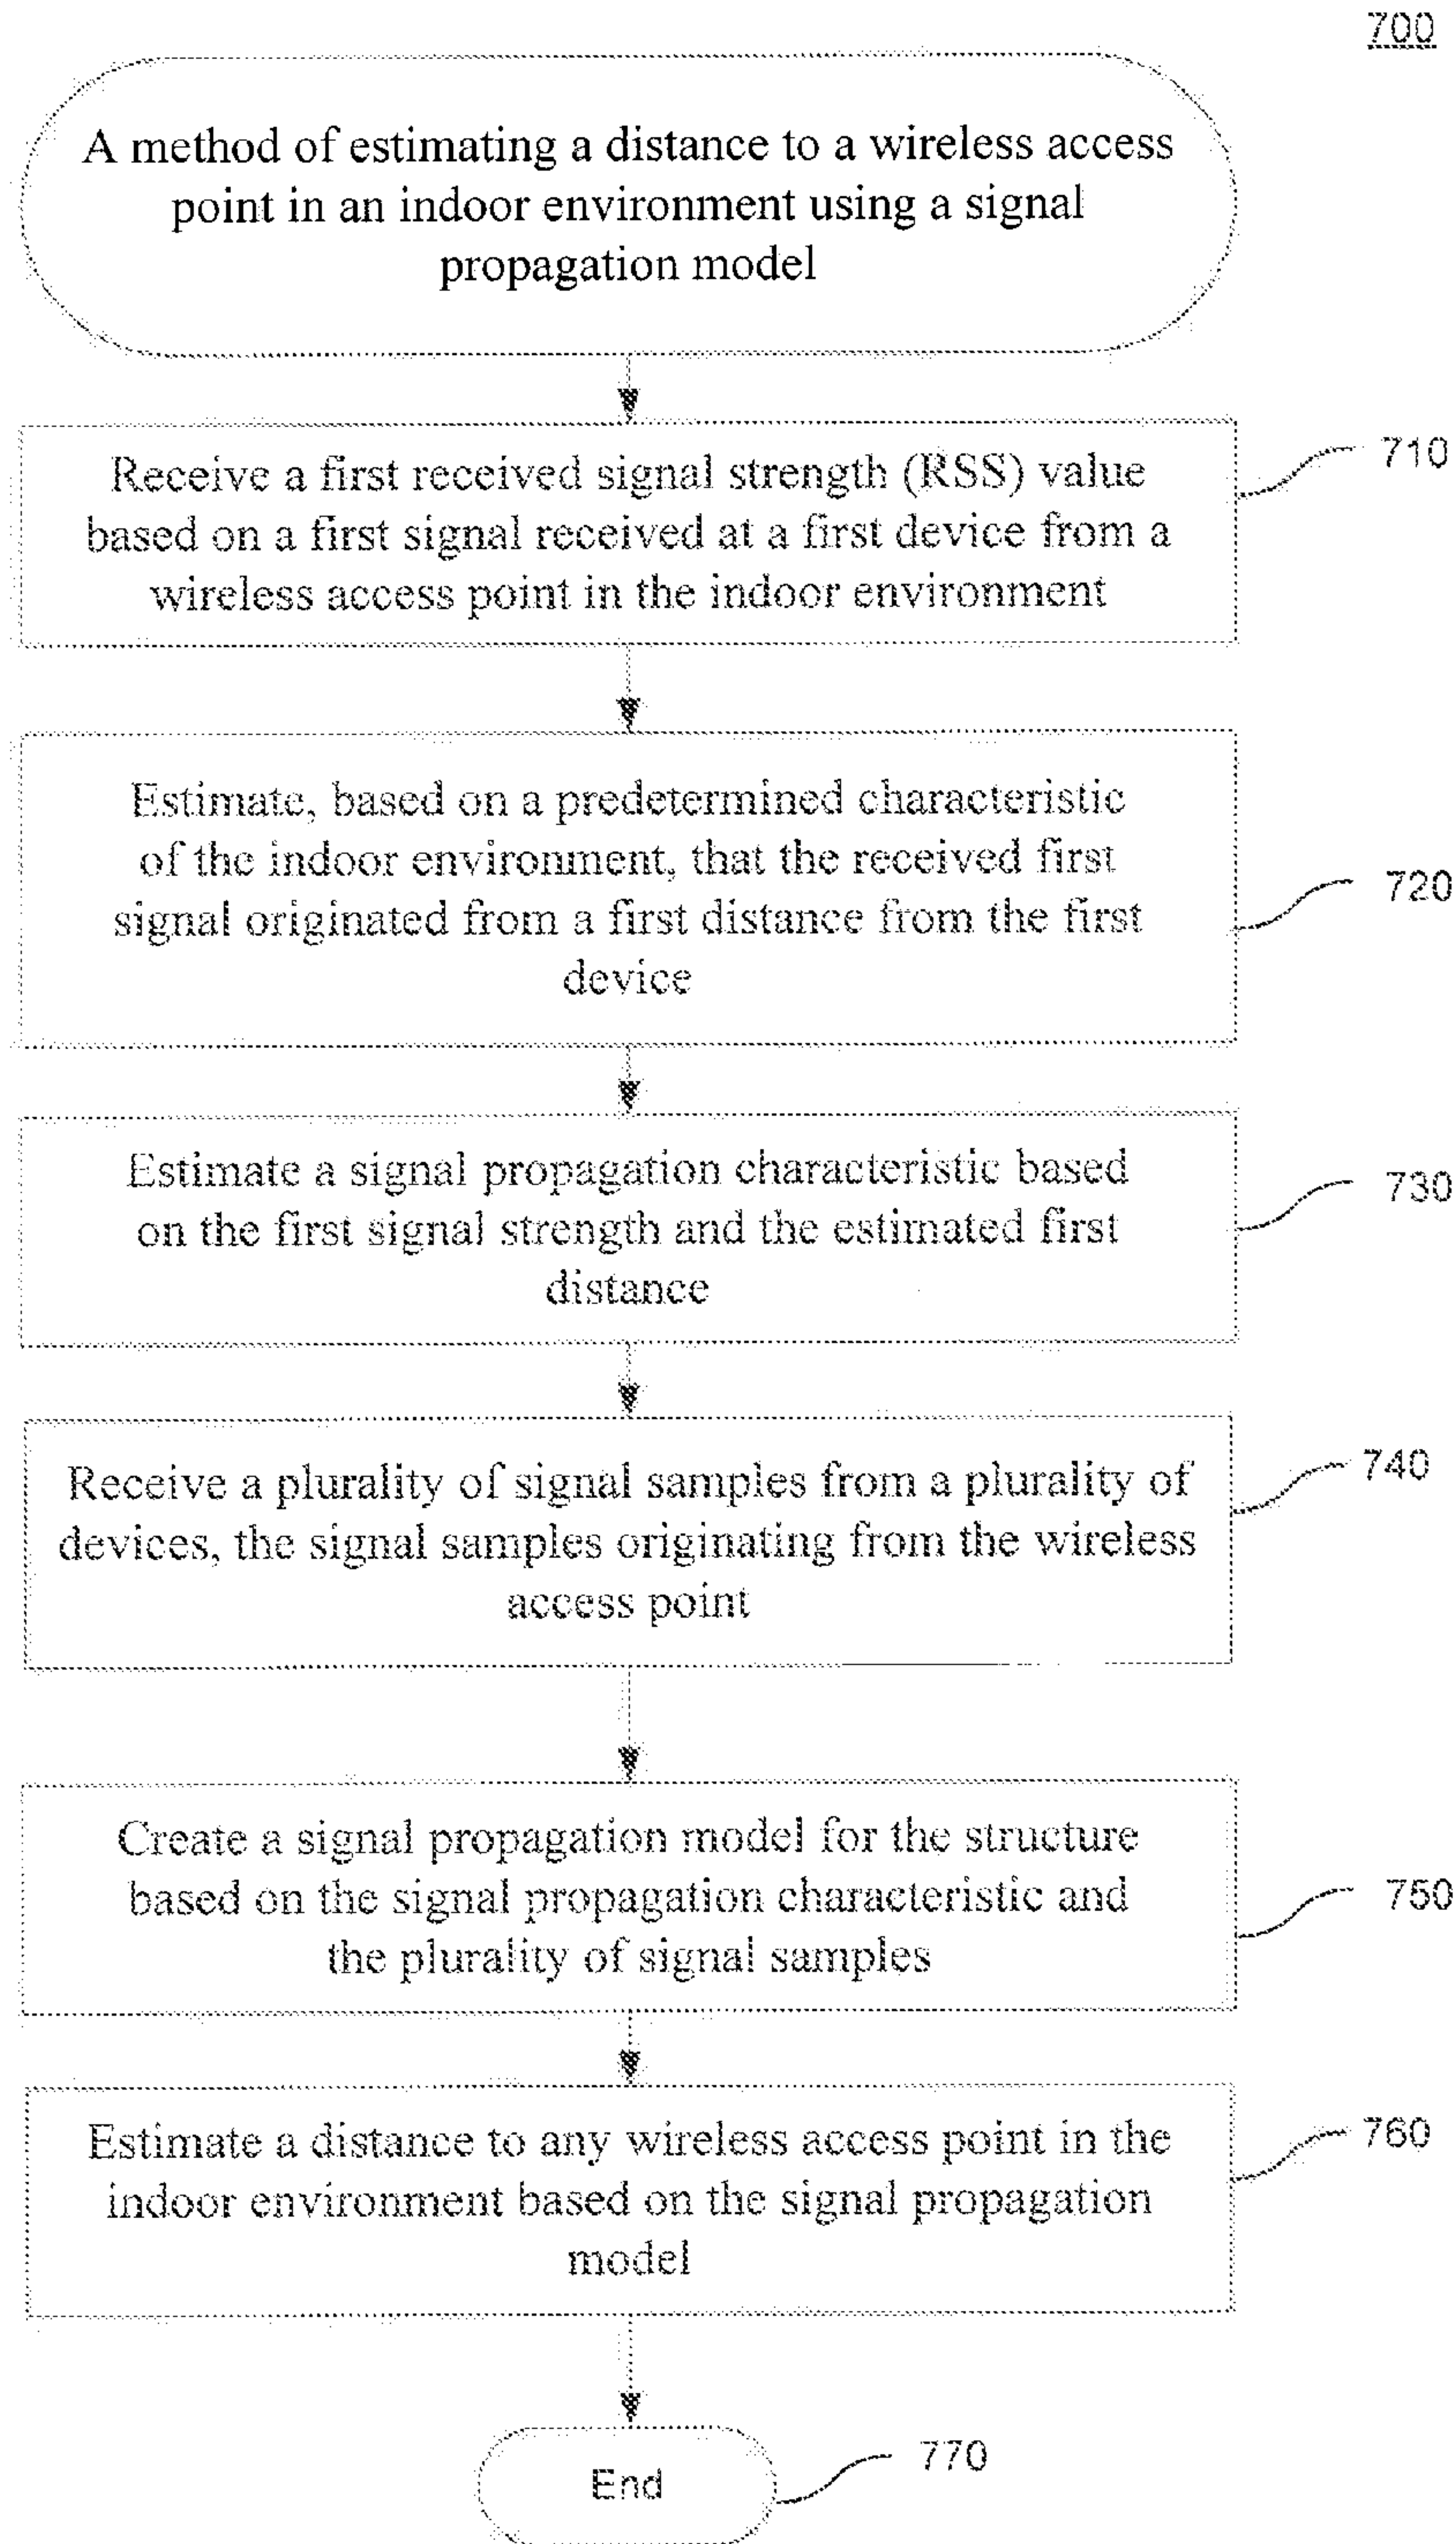 700
A method of estimating a distance to a wireless access
point in an indoor environment using a signal
propagation model
Receive a first received signal strength (RSS) value
based on a first signal received at a first device from a
wireless access point in the indoor environment
710
Estimate, based on a predetermined characteristic
of the indoor environment, that the received first
signal originated from a first distance from the first
device
720
Estimate a signal propagation characteristic based
on the first signal strength and the estimated first
distance
730
Receive a plurality of signal samples from a plurality of
devices, the signal samples originating from the wireless
access point
740
Create a signal propagation model for the structure
based on the signal propagation characteristic and
the plurality of signal samples
750
Estimate a distance to any wireless access point in the
indoor environment based on the signal propagation
model
760
End
770